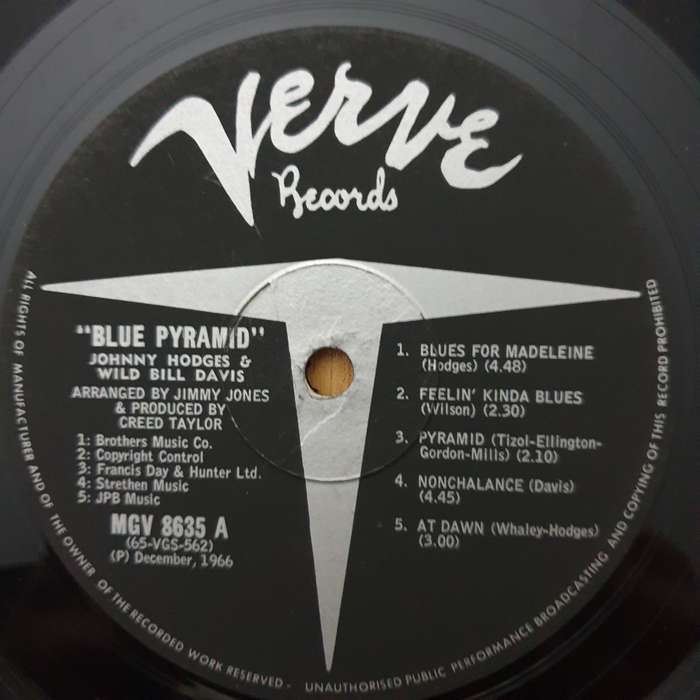 Verve
Records
"BLUE PYRAMID"
JOHNNY HODGES &
WILD BILL DAVIS
ARRANGED BY JIMMY JONES
& PRODUCED BY
CREED TAYLOR
1: Brothers Music Co.
2: Copyright Control
3: Francis Day & Hunter Ltd.
4: Strethen Music
5: JPB Music
MGV 8635 A
(65-VGS-562)
(P) December, 1966
1. BLUES FOR MADELEINE
(Hodges) (4.48)
2. FEELIN' KINDA BLUES
(Wilson) (2.30)
3. PYRAMID (Tizol-Ellington-
Gordon-Mills) (2.10)
4. NONCHALANCE (Davis)
(4.45)
5. AT DAWN (Whaley-Hodges)
(3.00)
ALL RIGHTS OF MANUFACTURER AND OF THE OWNER OF THE RECORDED WORK RESERVED - UNAUTHORISED PUBLIC PERFORMANCE BROADCASTING AND COPYING OF THIS RECORD PROHIBITED